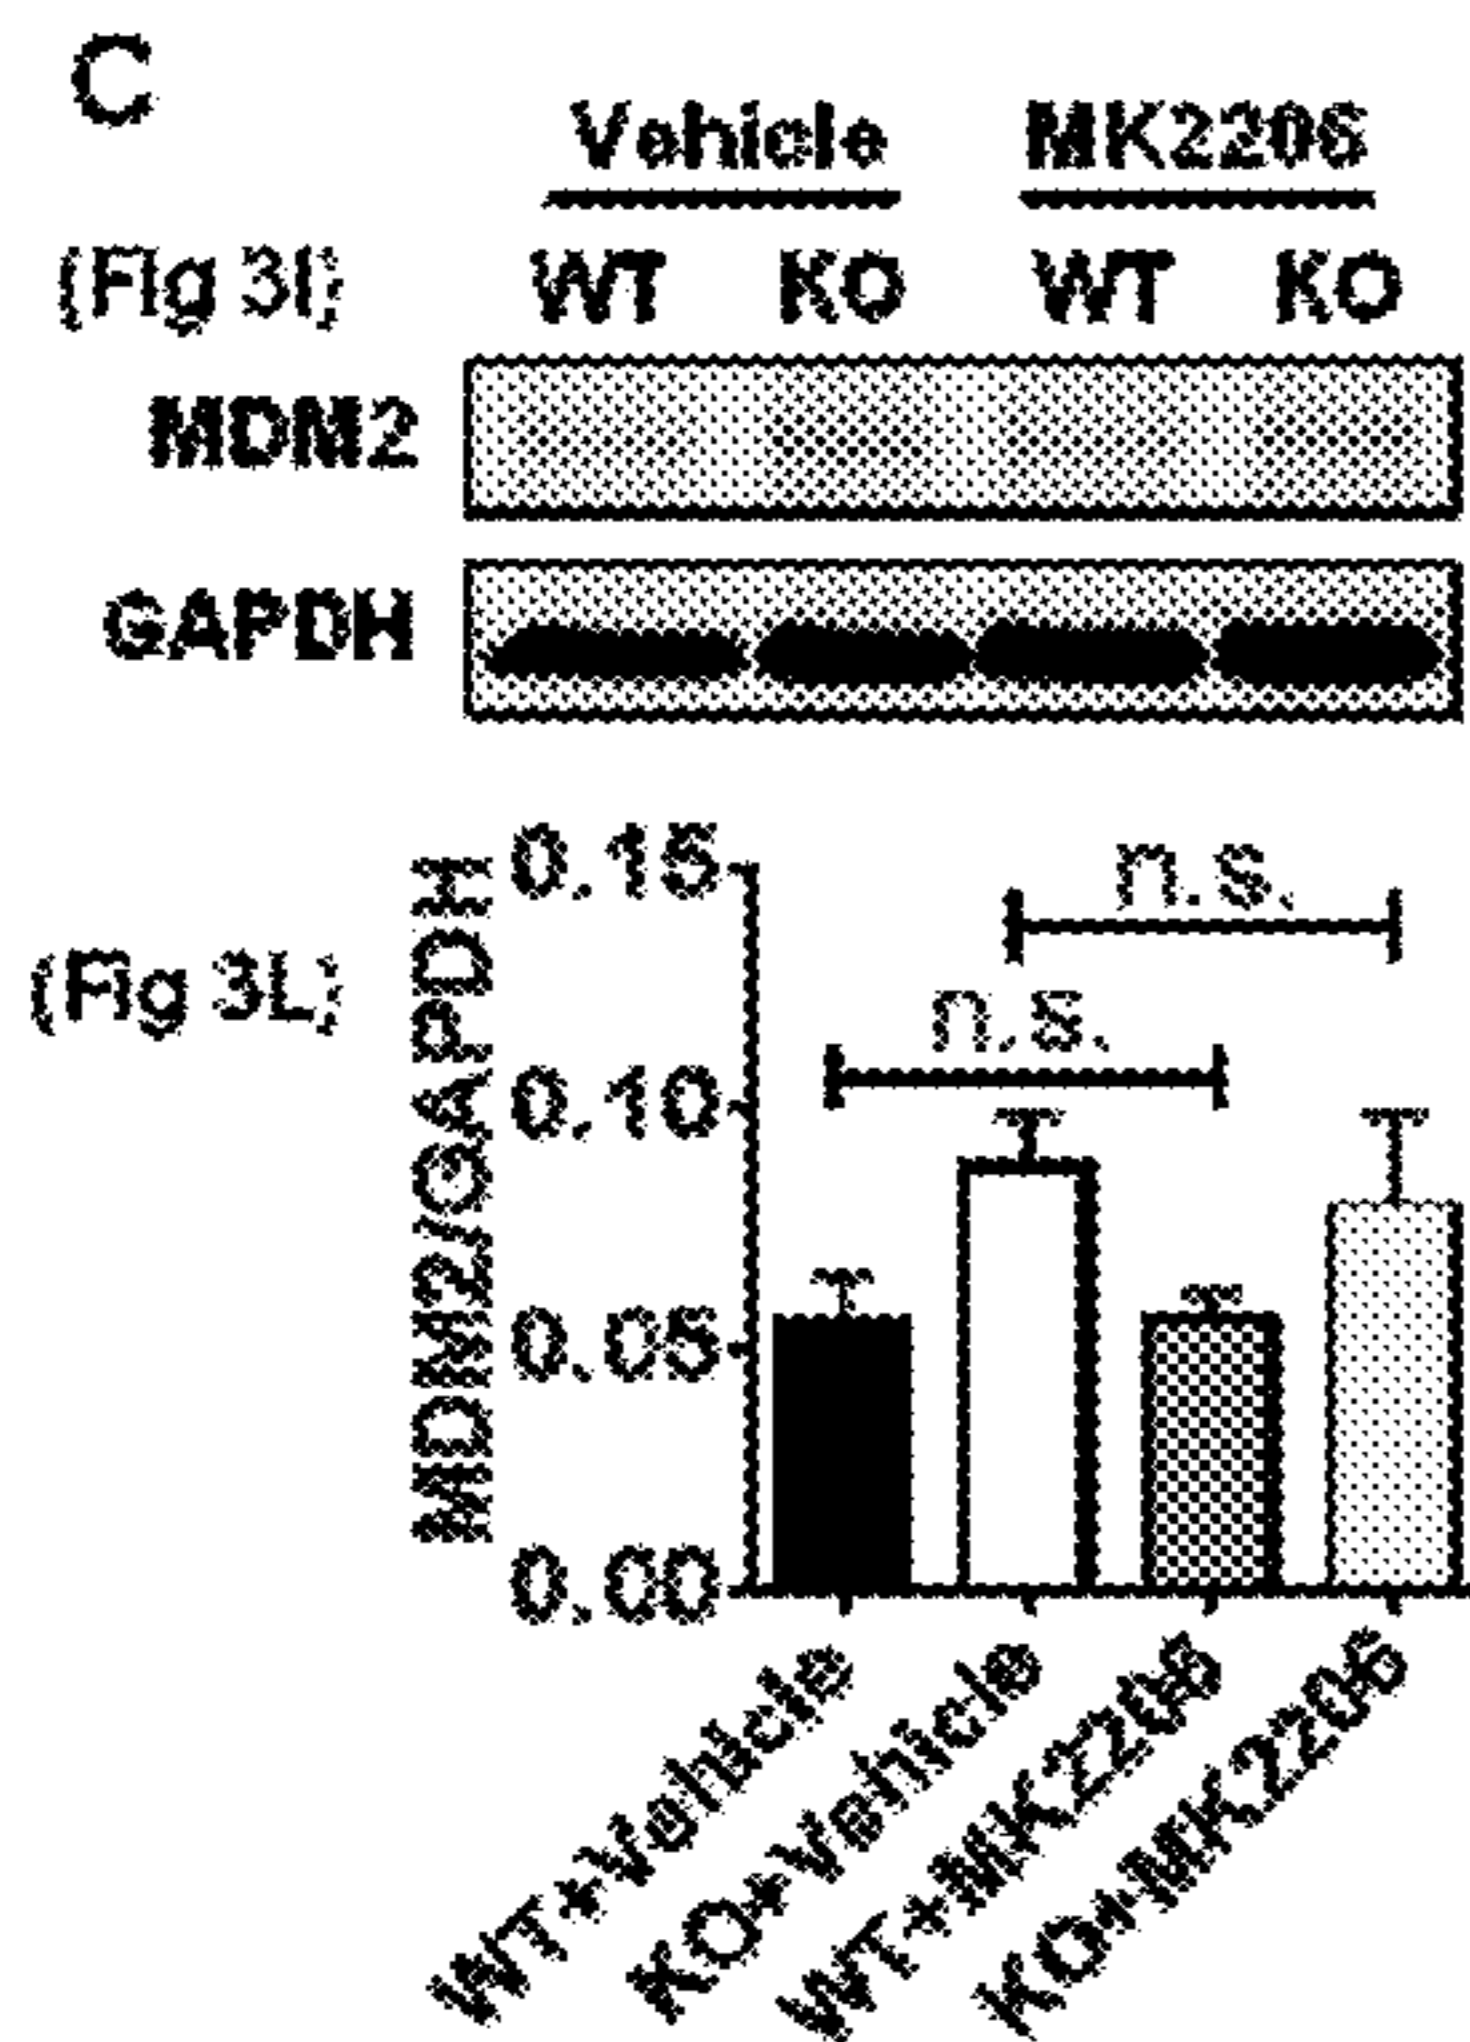 C
Vehicle MK2206
(Fig 3I) WT KO WT KO
MDM2
GAPDH
(Fig 3L)
MDM2/GAPDH
0.15
0.10
0.05
0.00
n.s.
n.s.
WT+Vehicle
KO+Vehicle
WT+MK2206
KO+MK2206